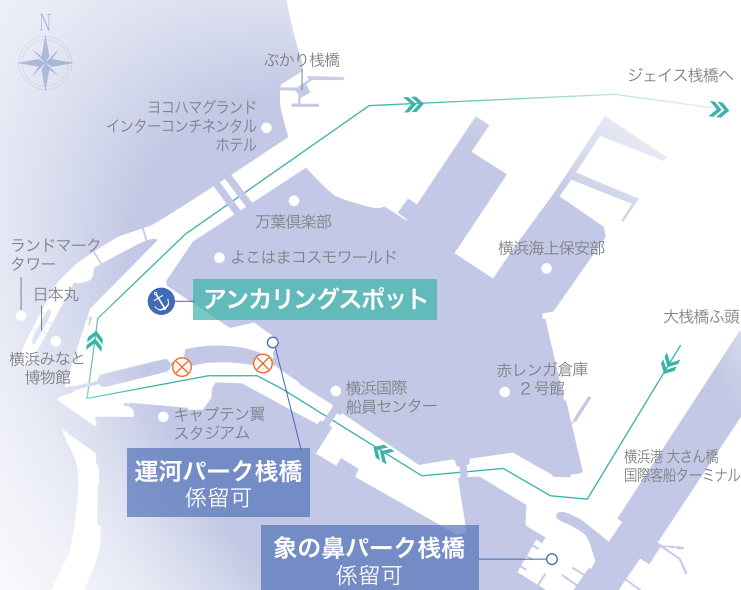 N
ぷかり桟橋
ジェイス桟橋へ
ヨコハマグランド
インターコンチネンタル
ホテル
万葉倶楽部
横浜海上保安部
よこはまコスモワールド
ランドマーク
タワー
日本丸
アンカリングスポット
大桟橋ふ頭
横浜みなと
博物館
横浜国際
船員センター
赤レンガ倉庫
2号館
キャプテン翼
スタジアム
運河パーク桟橋
係留可
横浜港 大さん橋
国際客船ターミナル
象の鼻パーク桟橋
係留可